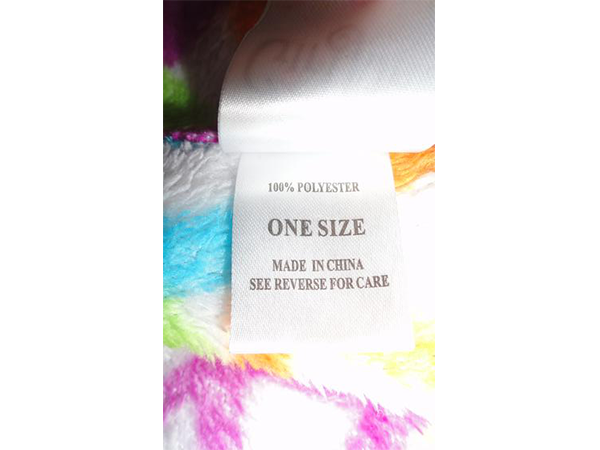 100% POLYESTER
ONE SIZE
MADE IN CHINA
SEE REVERSE FOR CARE